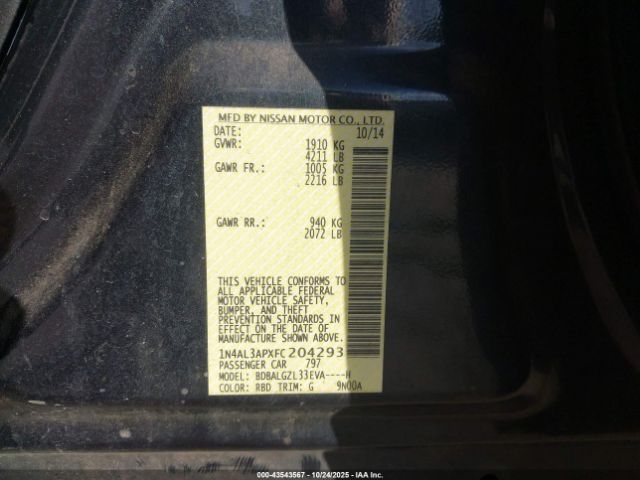 MFD BY NISSAN MOTOR CO., LTD.
DATE: 10/14
GVWR: 1910 KG
4211 LB
GAWR FR.: 1005 KG
2216 LB
GAWR RR.: 940 KG
2072 LB
THIS VEHICLE CONFORMS TO
ALL APPLICABLE FEDERAL
MOTOR VEHICLE SAFETY,
BUMPER, AND THEFT
PREVENTION STANDARDS
IN EFFECT ON THE DATE OF
MANUFACTURE SHOWN ABOVE.
1N4AL3APXFC204293
PASSENGER CAR 797
MODEL: BDBALGZL33EVA----H
COLOR: RBD TRIM: G 9N00A
000-43543567 • 10/24/2025 • IAA Inc.